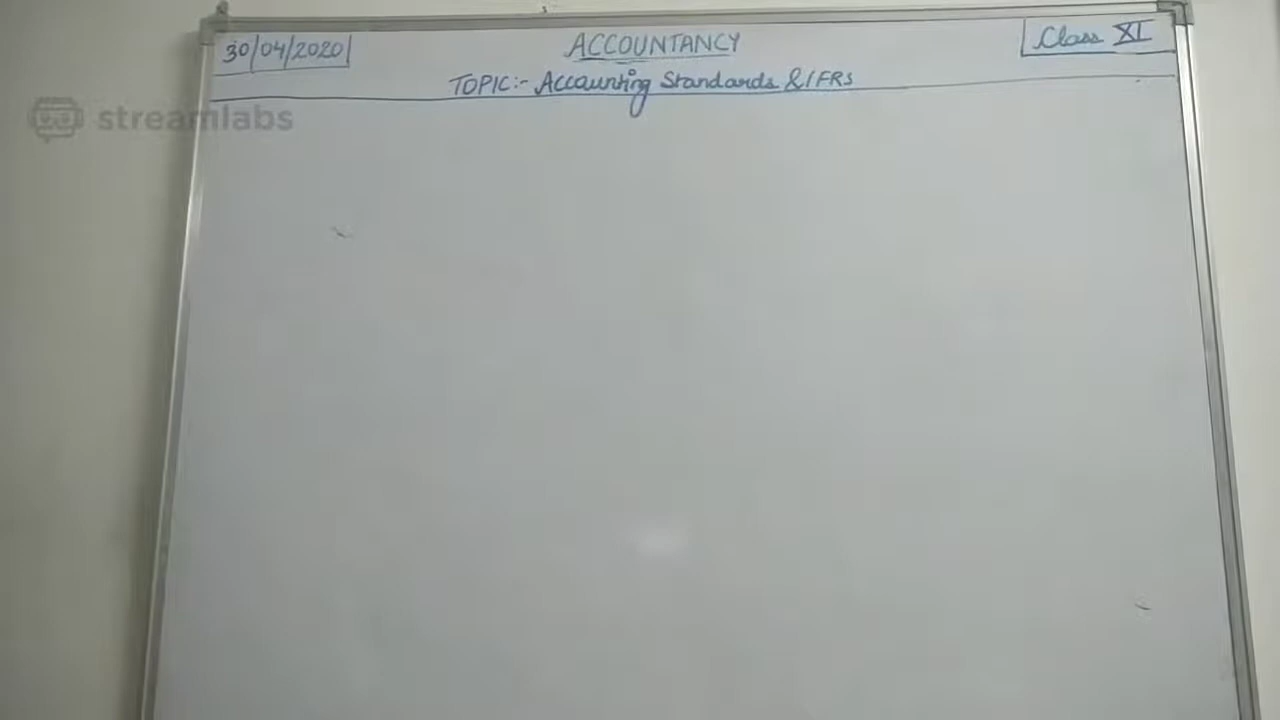 30/04/2020
ACCOUNTANCY
Class XI
TOPIC:- Accounting Standards & IFRS
streamlabs